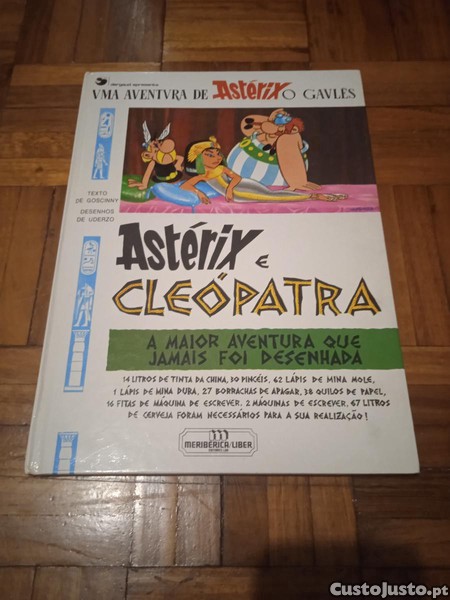 dargaud apresenta
VMA AVENTVRA DE Astérix O GAVLÊS
TEXTO
DE GOSCINNY
DESENHOS
DE UDERZO
Astérix E
CLEÓPATRA
A MAIOR AVENTURA QUE
JAMAIS FOI DESENHADA
14 LITROS DE TINTA DA CHINA, 30 PINCÉIS, 62 LÁPIS DE MINA MOLE,
1 LÁPIS DE MINA DURA, 27 BORRACHAS DE APAGAR, 38 QUILOS DE PAPEL,
16 FITAS DE MÁQUINA DE ESCREVER, 2 MÁQUINAS DE ESCREVER, 67 LITROS
DE CERVEJA FORAM NECESSÁRIOS PARA A SUA REALIZAÇÃO!
MERIBÉRICA/LIBER
CustoJusto.pt